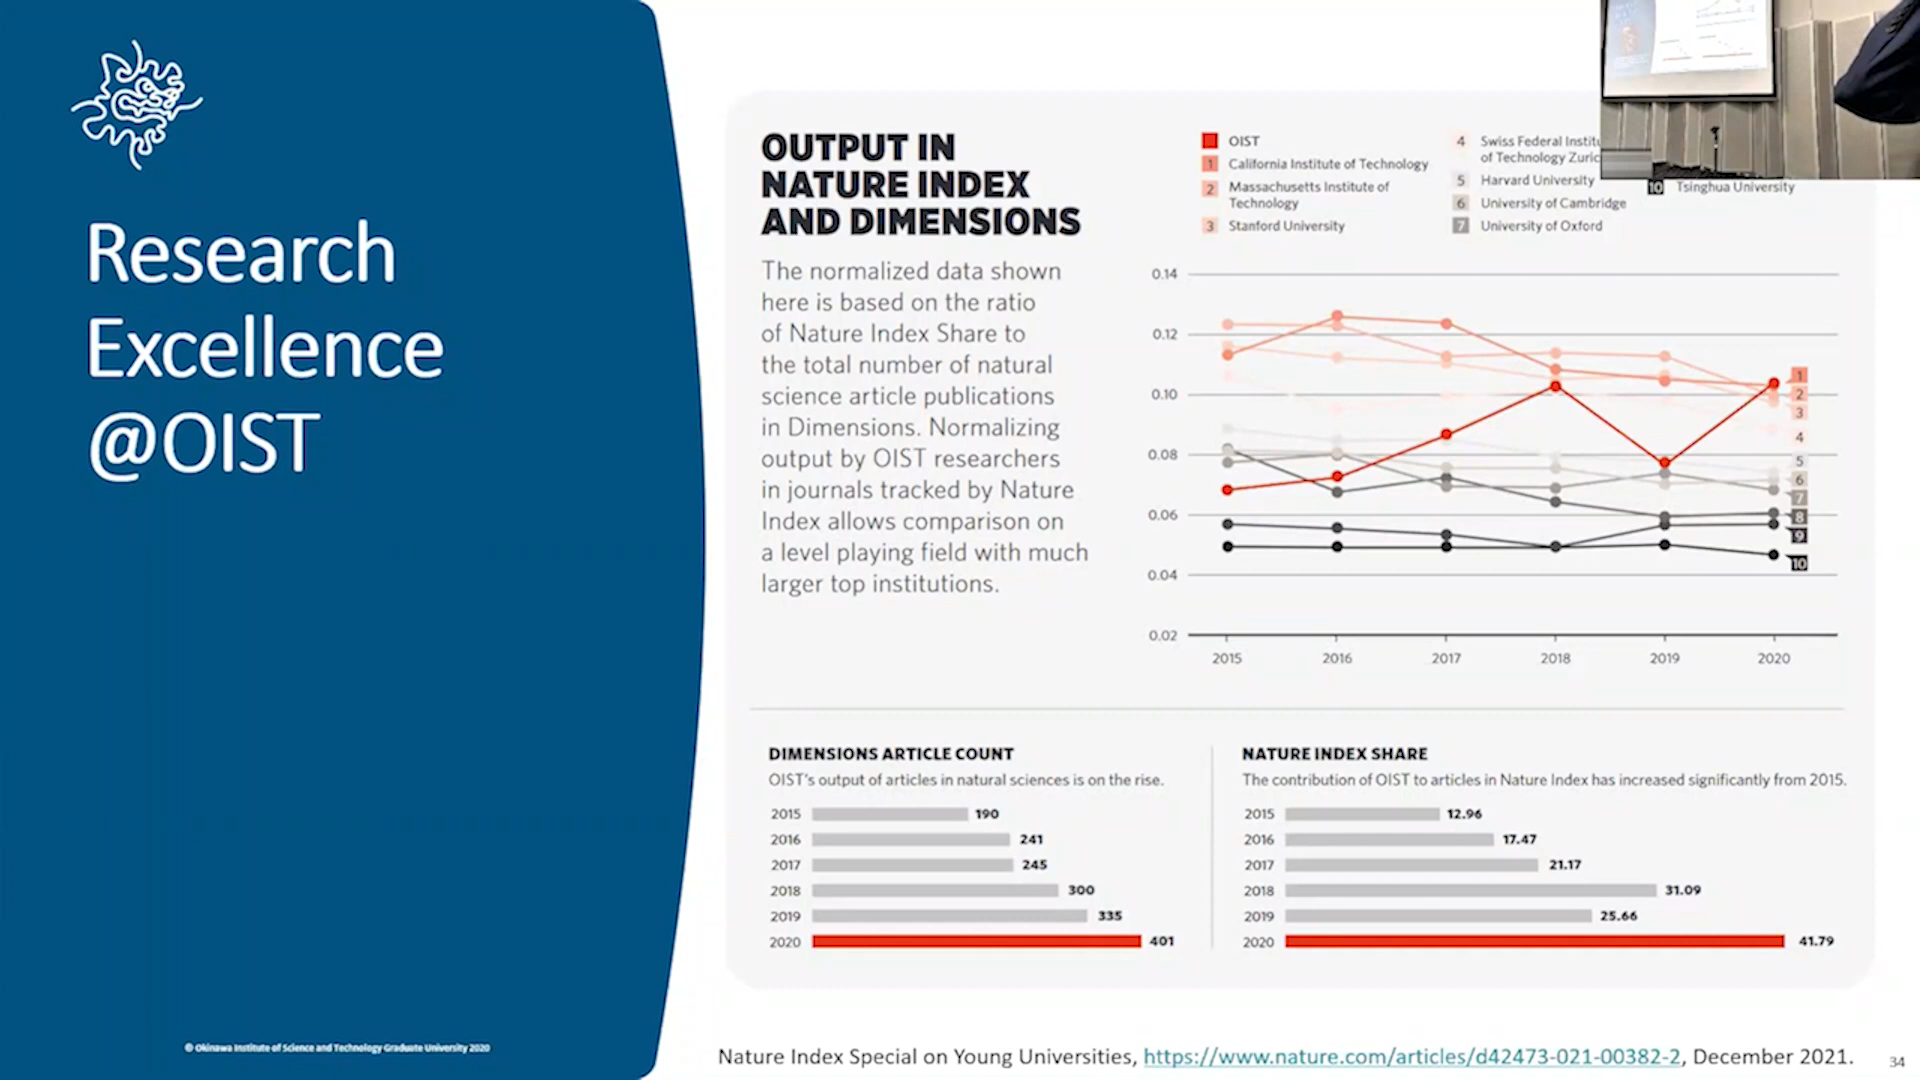 Research
Excellence
@OIST
© Okinawa Institute of Science and Technology Graduate University 2020
OUTPUT IN
NATURE INDEX
AND DIMENSIONS
The normalized data shown
here is based on the ratio
of Nature Index Share to
the total number of natural
science article publications
in Dimensions. Normalizing
output by OIST researchers
in journals tracked by Nature
Index allows comparison on
a level playing field with much
larger top institutions.
OIST
1 California Institute of Technology
2 Massachusetts Institute of
Technology
3 Stanford University
4 Swiss Federal
of Technology
5 Harvard University
6 University of Cambridge
7 University of Oxford
10 Tsinghua University
0.14
0.12
0.10
0.08
0.06
0.04
0.02
1
2
3
4
5
6
7
8
9
10
2015 2016 2017 2018 2019 2020
DIMENSIONS ARTICLE COUNT
OIST's output of articles in natural sciences is on the rise.
2015 190
2016 241
2017 245
2018 300
2019 335
2020 401
NATURE INDEX SHARE
The contribution of OIST to articles in Nature Index has increased significantly from 2015.
2015 12.96
2016 17.47
2017 21.17
2018 31.09
2019 25.66
2020 41.79
Nature Index Special on Young Universities, https://www.nature.com/articles/d42473-021-00382-2, December 2021.
34